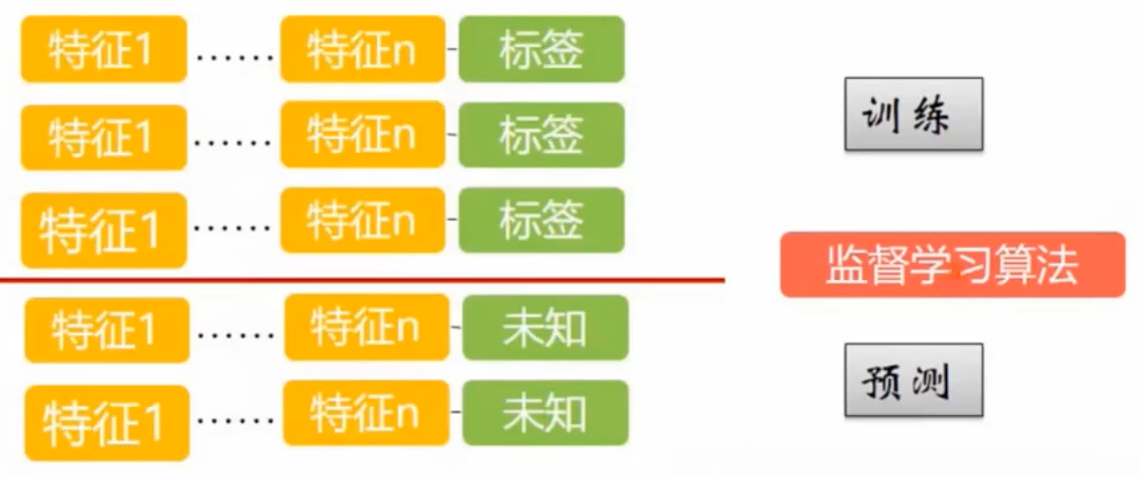 特征1 ...... 特征n - 标签
特征1 ...... 特征n - 标签
特征1 ...... 特征n - 标签
特征1 ...... 特征n - 未知
特征1 ...... 特征n - 未知
训练
监督学习算法
预测